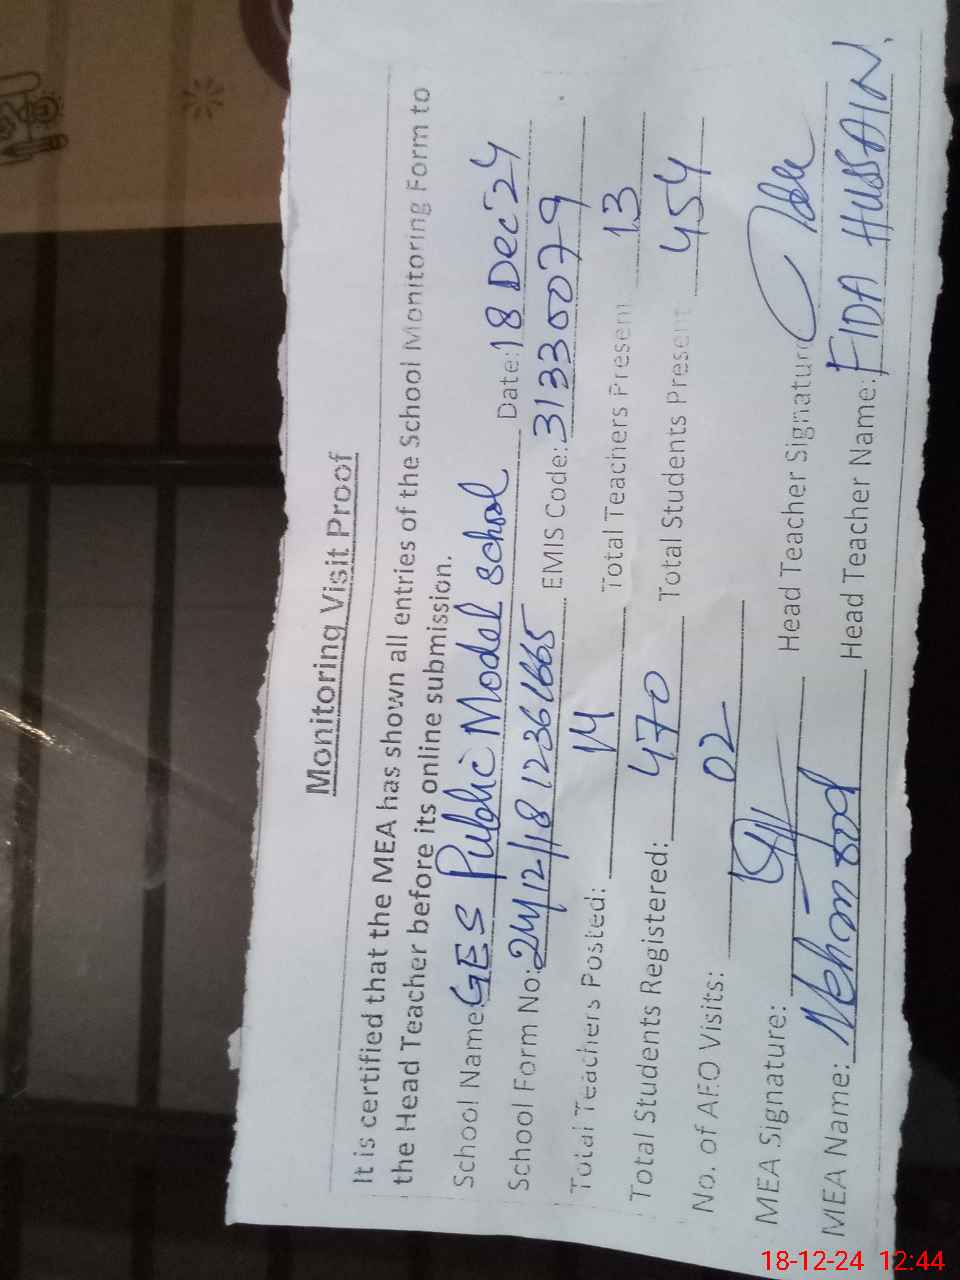 Monitoring Visit Proof
It is certified that the MEA has shown all entries of the School Monitoring Form to
the Head Teacher before its online submission.
School Name: GES Public Model School Date: 18 Dec'24
School Form No: 24/12/18 12361665 EMIS Code: 31330079
Total Teachers Posted: 14 Total Teachers Present 13
Total Students Registered: 470 Total Students Present 454
No. of AEO Visits: 02
MEA Signature: Head Teacher Signature
MEA Name: Head Teacher Name: FIDA HUSSAIN
18-12-24 12:44